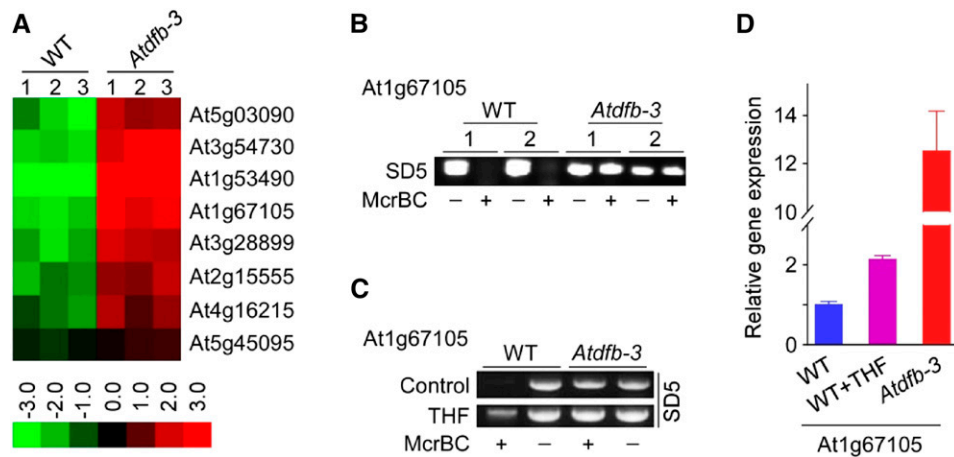 A
WT Atdfb-3
1 2 3 1 2 3
At5g03090
At3g54730
At1g53490
At1g67105
At3g28899
At2g15555
At4g16215
At5g45095
-3.0 -2.0 -1.0 0.0 1.0 2.0 3.0
B
At1g67105
WT Atdfb-3
1 2 1 2
SD5
McrBC − + − + − + − +
C
At1g67105
WT Atdfb-3
Control
THF
SD5
McrBC + − + −
D
Relative gene expression
14
12
10
2
1
0
WT WT+THF Atdfb-3
At1g67105